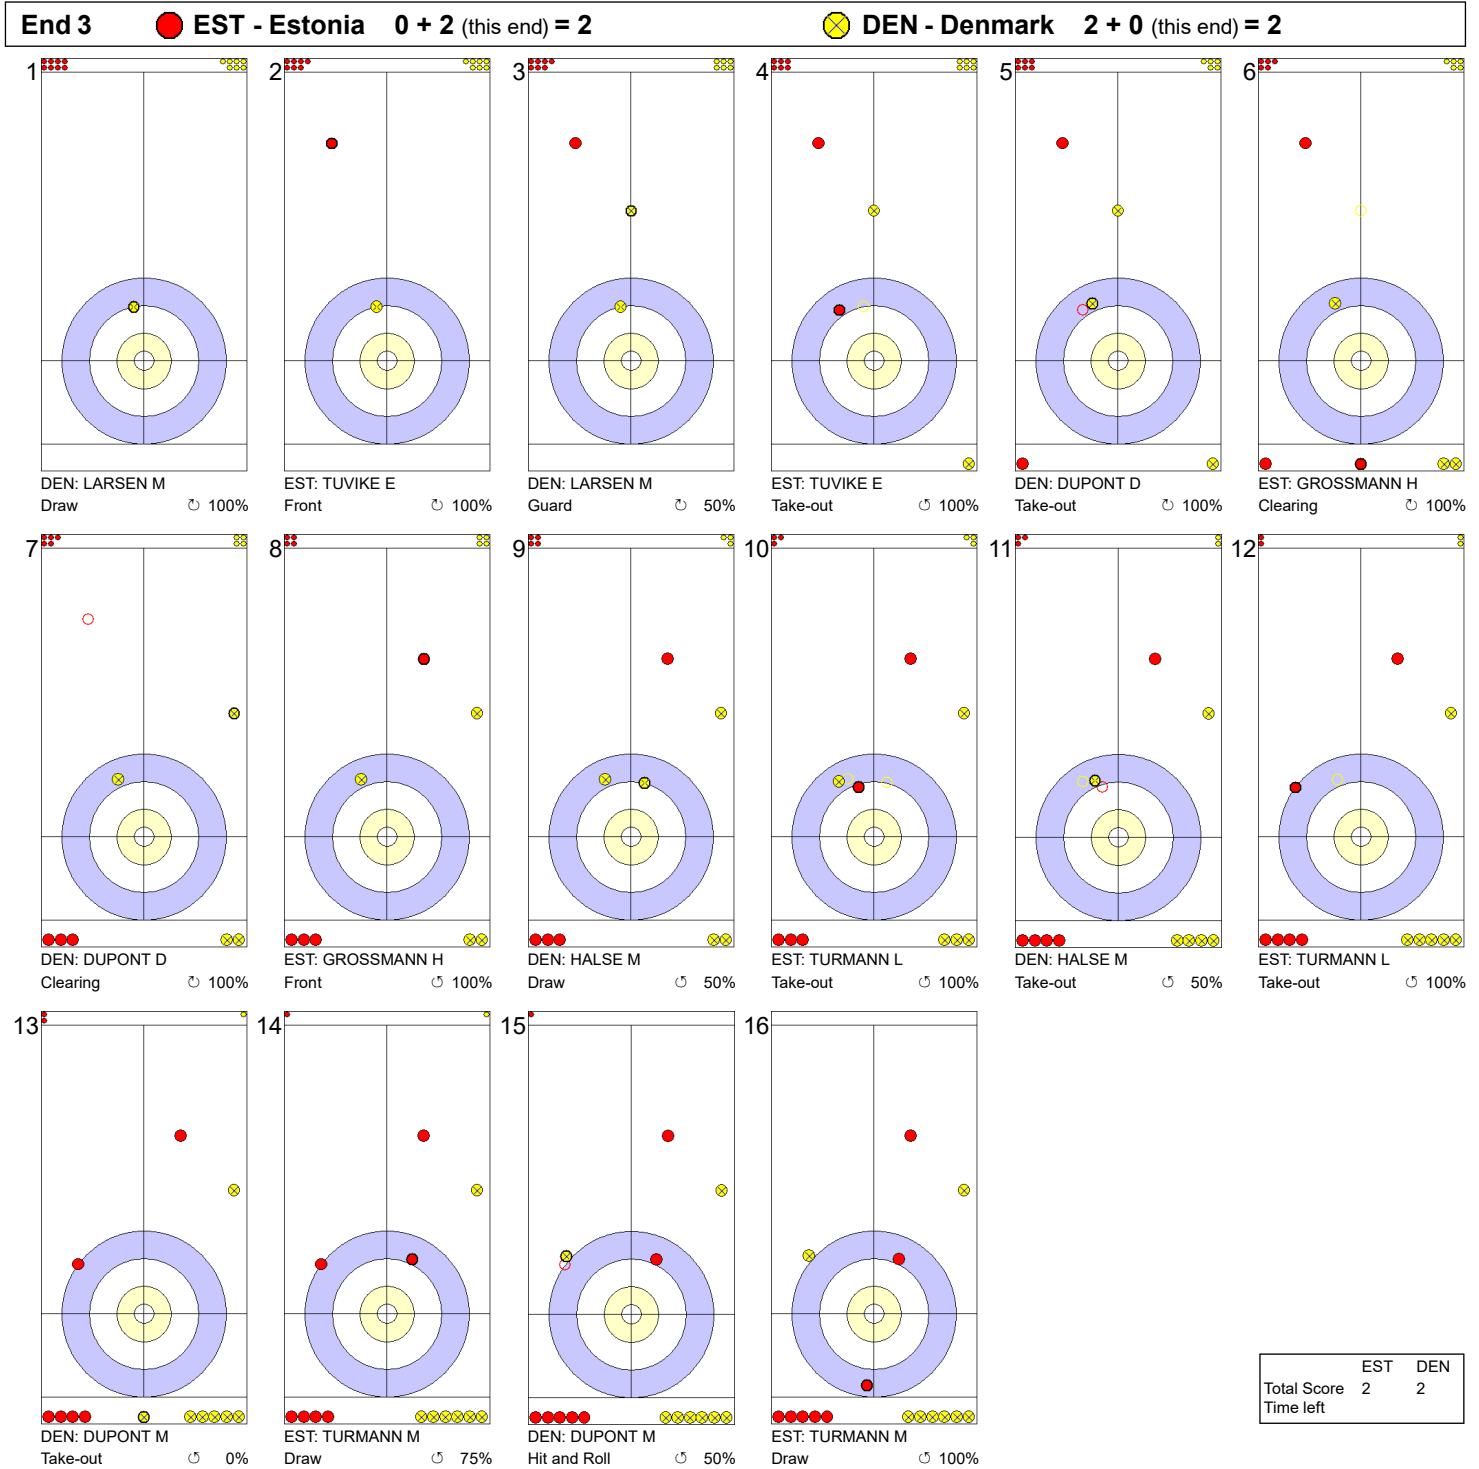 End 3 EST - Estonia 0 + 2 (this end) = 2 DEN - Denmark 2 + 0 (this end) = 2
1 2 3 4 5 6
DEN: LARSEN M EST: TUVIKE E DEN: LARSEN M EST: TUVIKE E DEN: DUPONT D EST: GROSSMANN H
Draw ↻ 100% Front ↻ 100% Guard ↻ 50% Take-out ↻ 100% Take-out ↻ 100% Clearing ↻ 100%
7 8 9 10 11 12
DEN: DUPONT D EST: GROSSMANN H DEN: HALSE M EST: TURMANN L DEN: HALSE M EST: TURMANN L
Clearing ↻ 100% Front ↺ 100% Draw ↺ 50% Take-out ↺ 100% Take-out ↺ 50% Take-out ↻ 100%
13 14 15 16
DEN: DUPONT M EST: TURMANN M DEN: DUPONT M EST: TURMANN M
Take-out ↺ 0% Draw ↺ 75% Hit and Roll ↺ 50% Draw ↺ 100%
EST DEN
Total Score 2 2
Time left